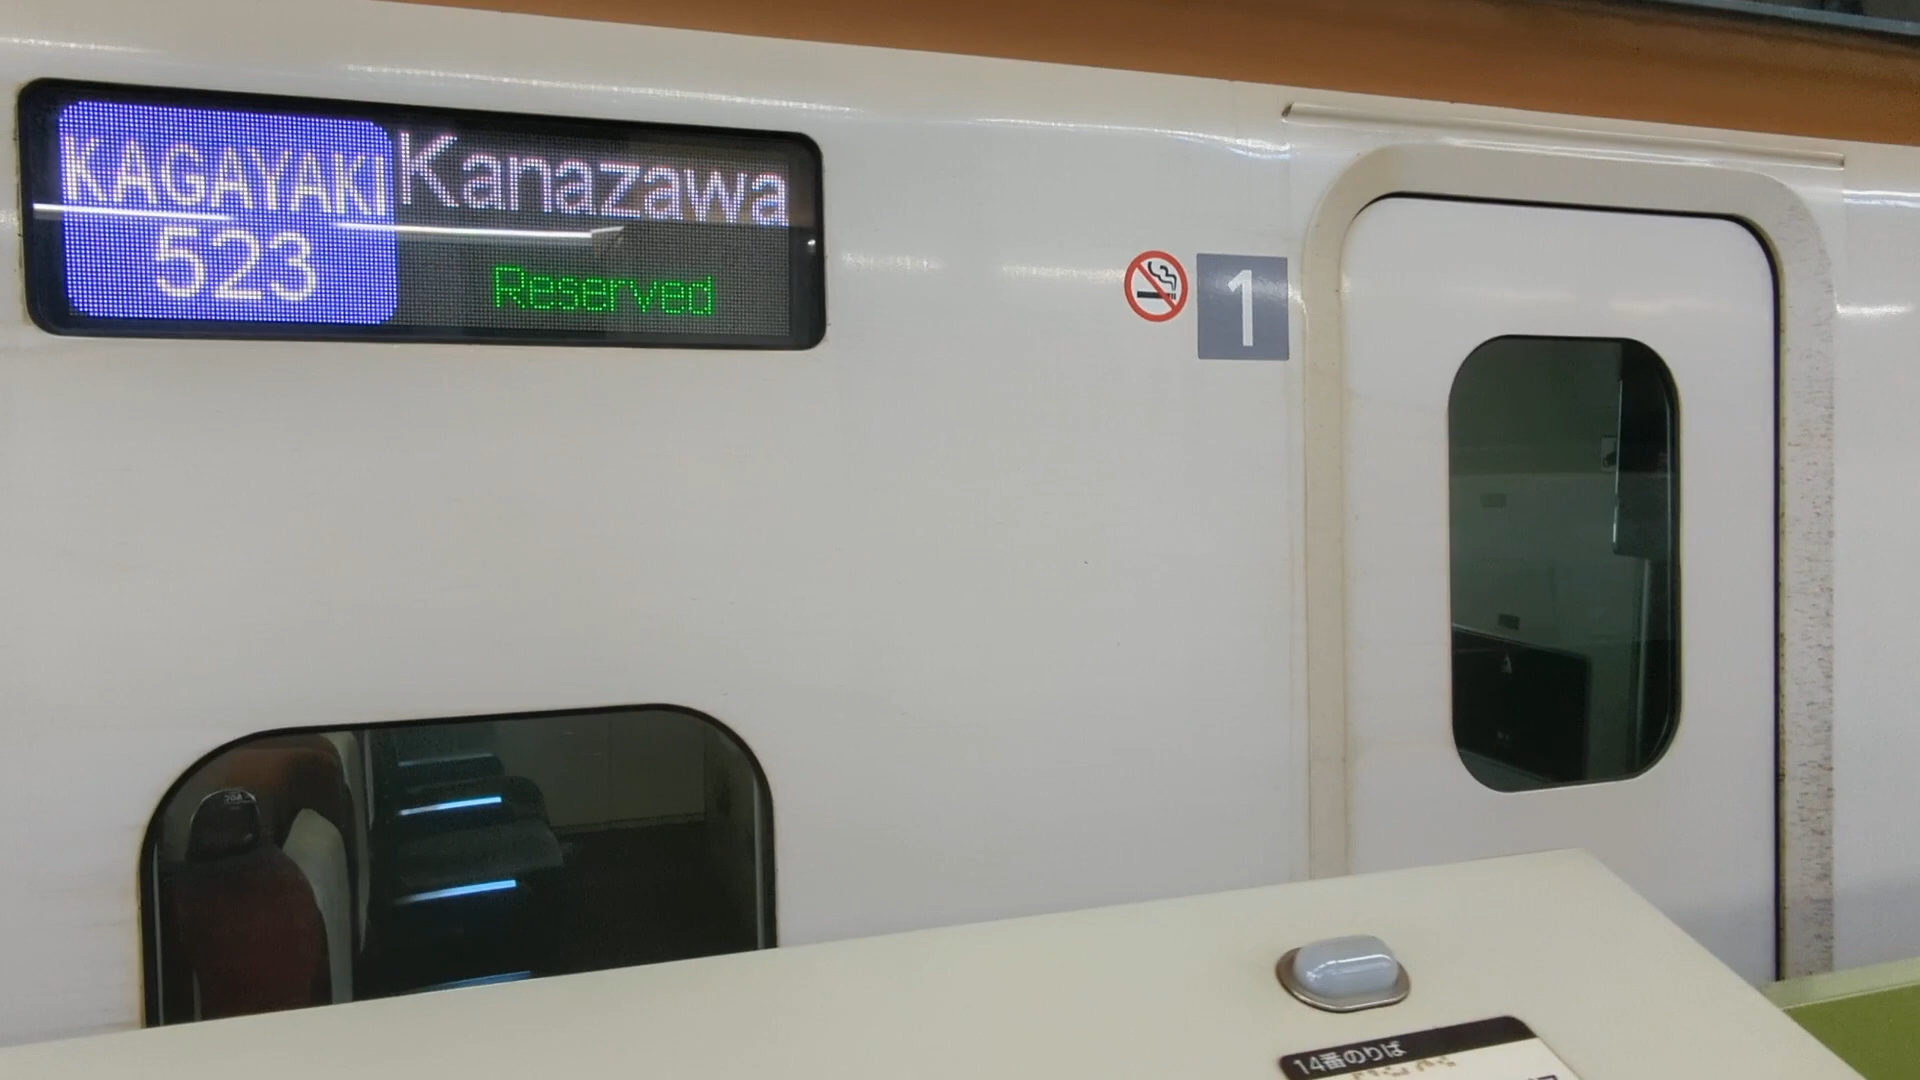 KAGAYAKI
523
Kanazawa
Reserved
1
14番のりば